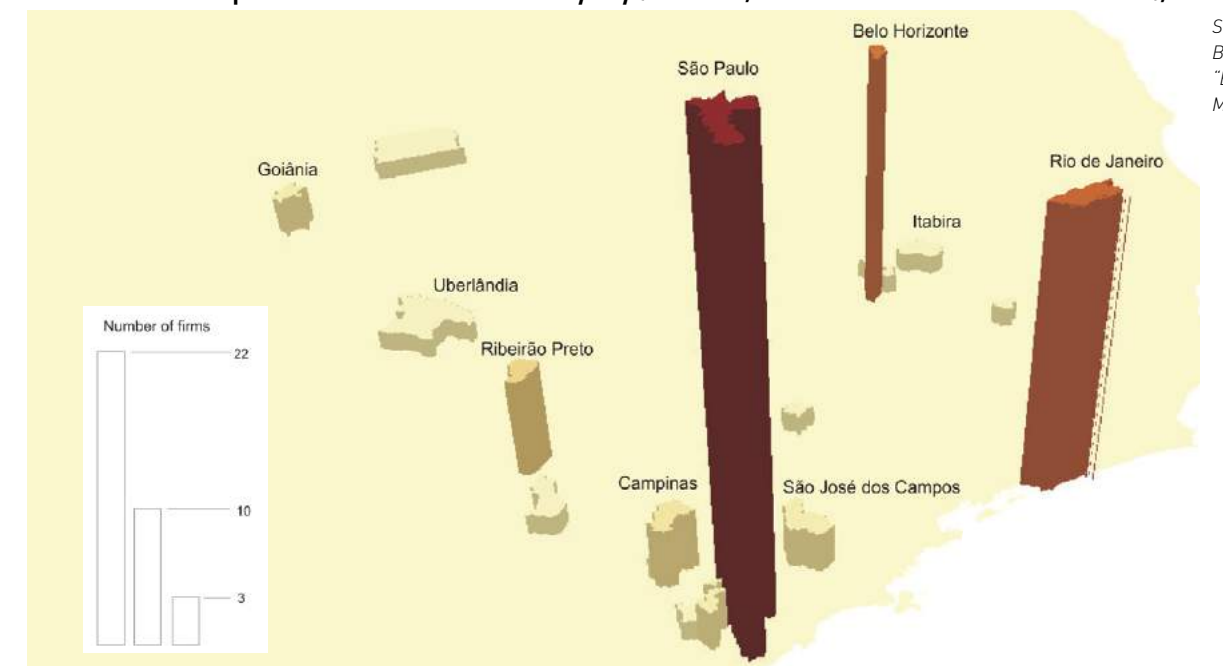 Belo Horizonte
São Paulo
Rio de Janeiro
Goiânia
Itabira
Uberlândia
Number of firms
22
Ribeirão Preto
10
Campinas
São José dos Campos
3